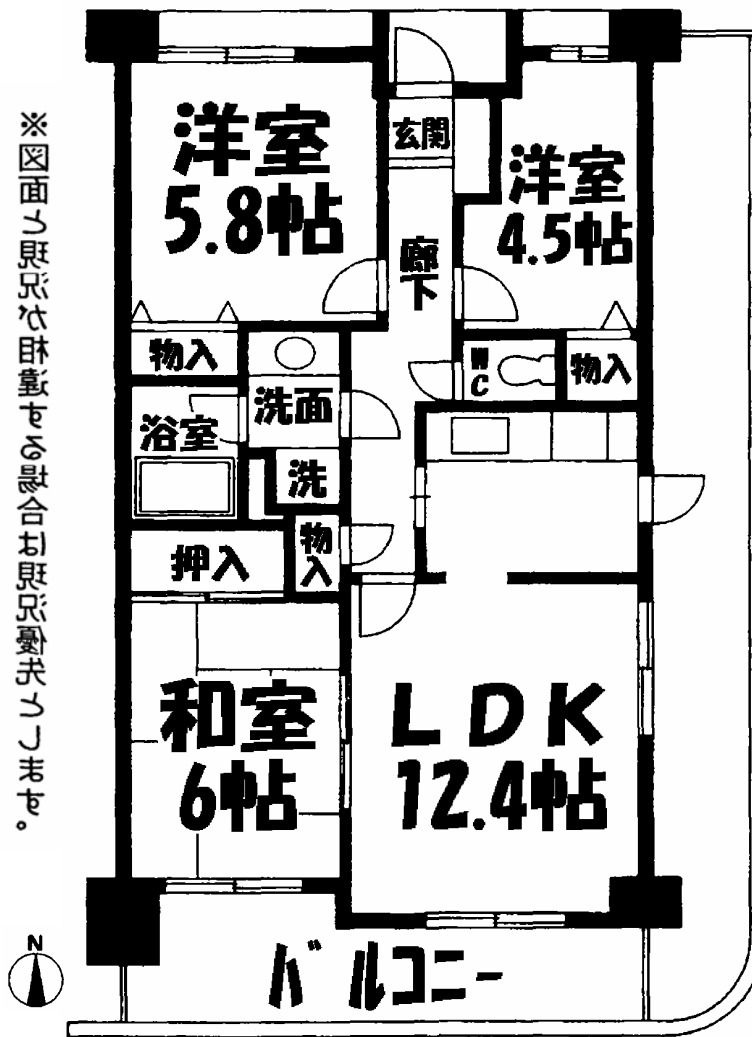 ※図面と現況が相違する場合は現況優先とします。
洋室
5.8帖
玄関
洋室
4.5帖
廊下
物入
洗面
WC
物入
浴室
洗
物入
押入
和室
6帖
LDK
12.4帖
バルコニー
N